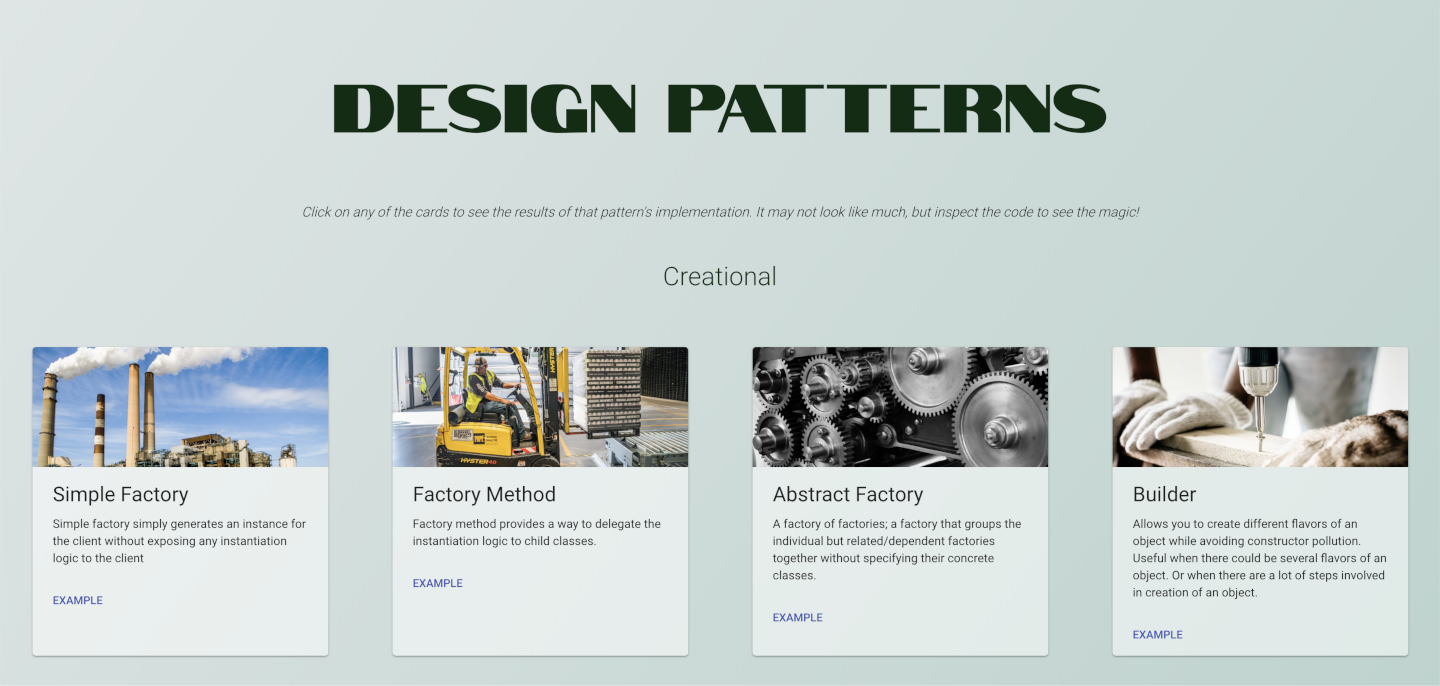 DESIGN PATTERNS
Click on any of the cards to see the results of that pattern's implementation. It may not look like much, but inspect the code to see the magic!
Creational
HYSTER
HYSTER 40
Simple Factory
Simple factory simply generates an instance for
the client without exposing any instantiation
logic to the client
EXAMPLE
Factory Method
Factory method provides a way to delegate the
instantiation logic to child classes.
EXAMPLE
Abstract Factory
A factory of factories; a factory that groups the
individual but related/dependent factories
together without specifying their concrete
classes.
EXAMPLE
Builder
Allows you to create different flavors of an
object while avoiding constructor pollution.
Useful when there could be several flavors of an
object. Or when there are a lot of steps involved
in creation of an object.
EXAMPLE